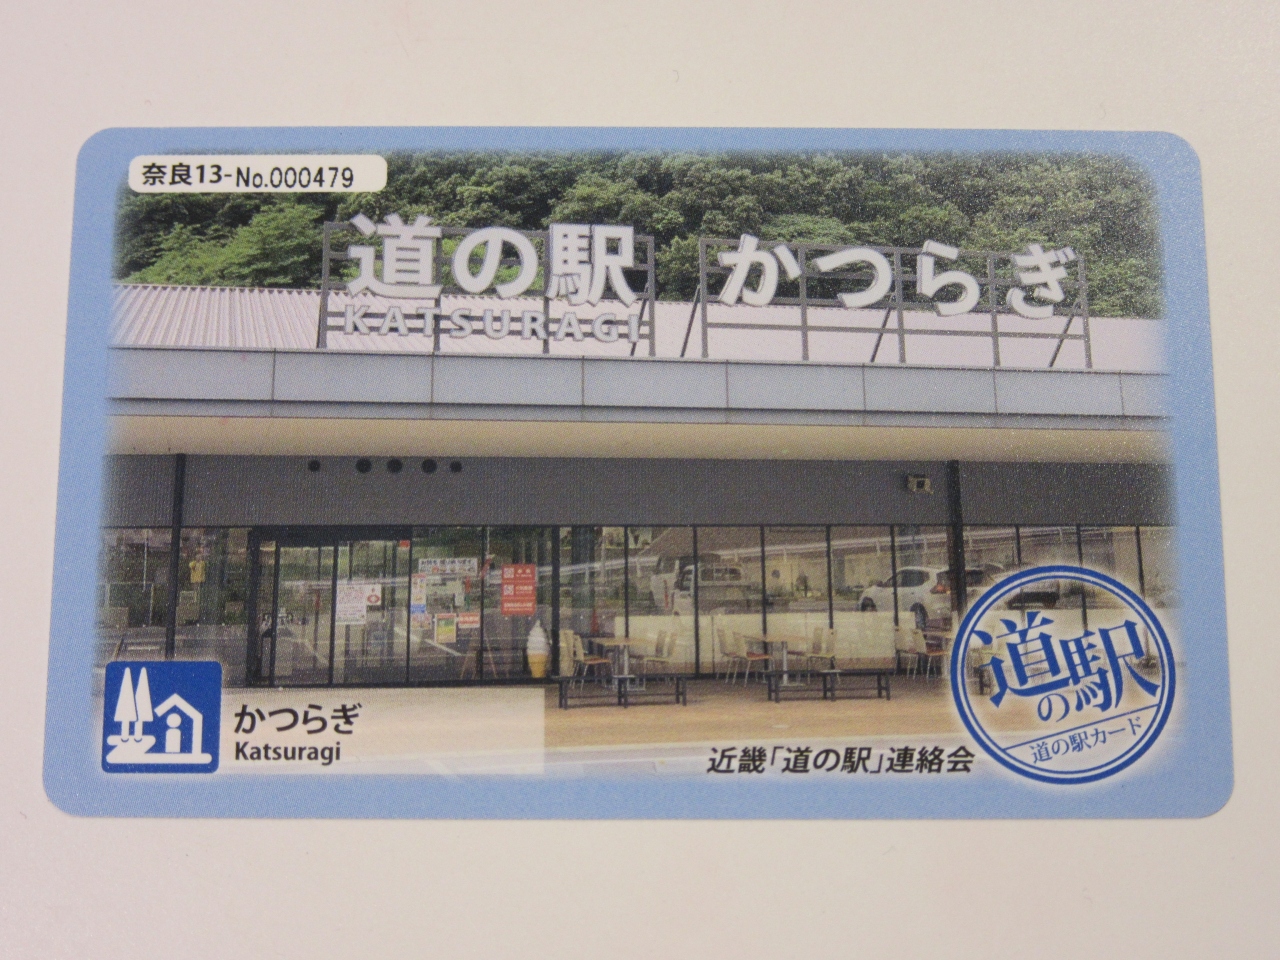 奈良13-No.000479
道の駅 かつらぎ
KATSURAGI
かつらぎ
Katsuragi
近畿「道の駅」連絡会
道の駅
道の駅カード